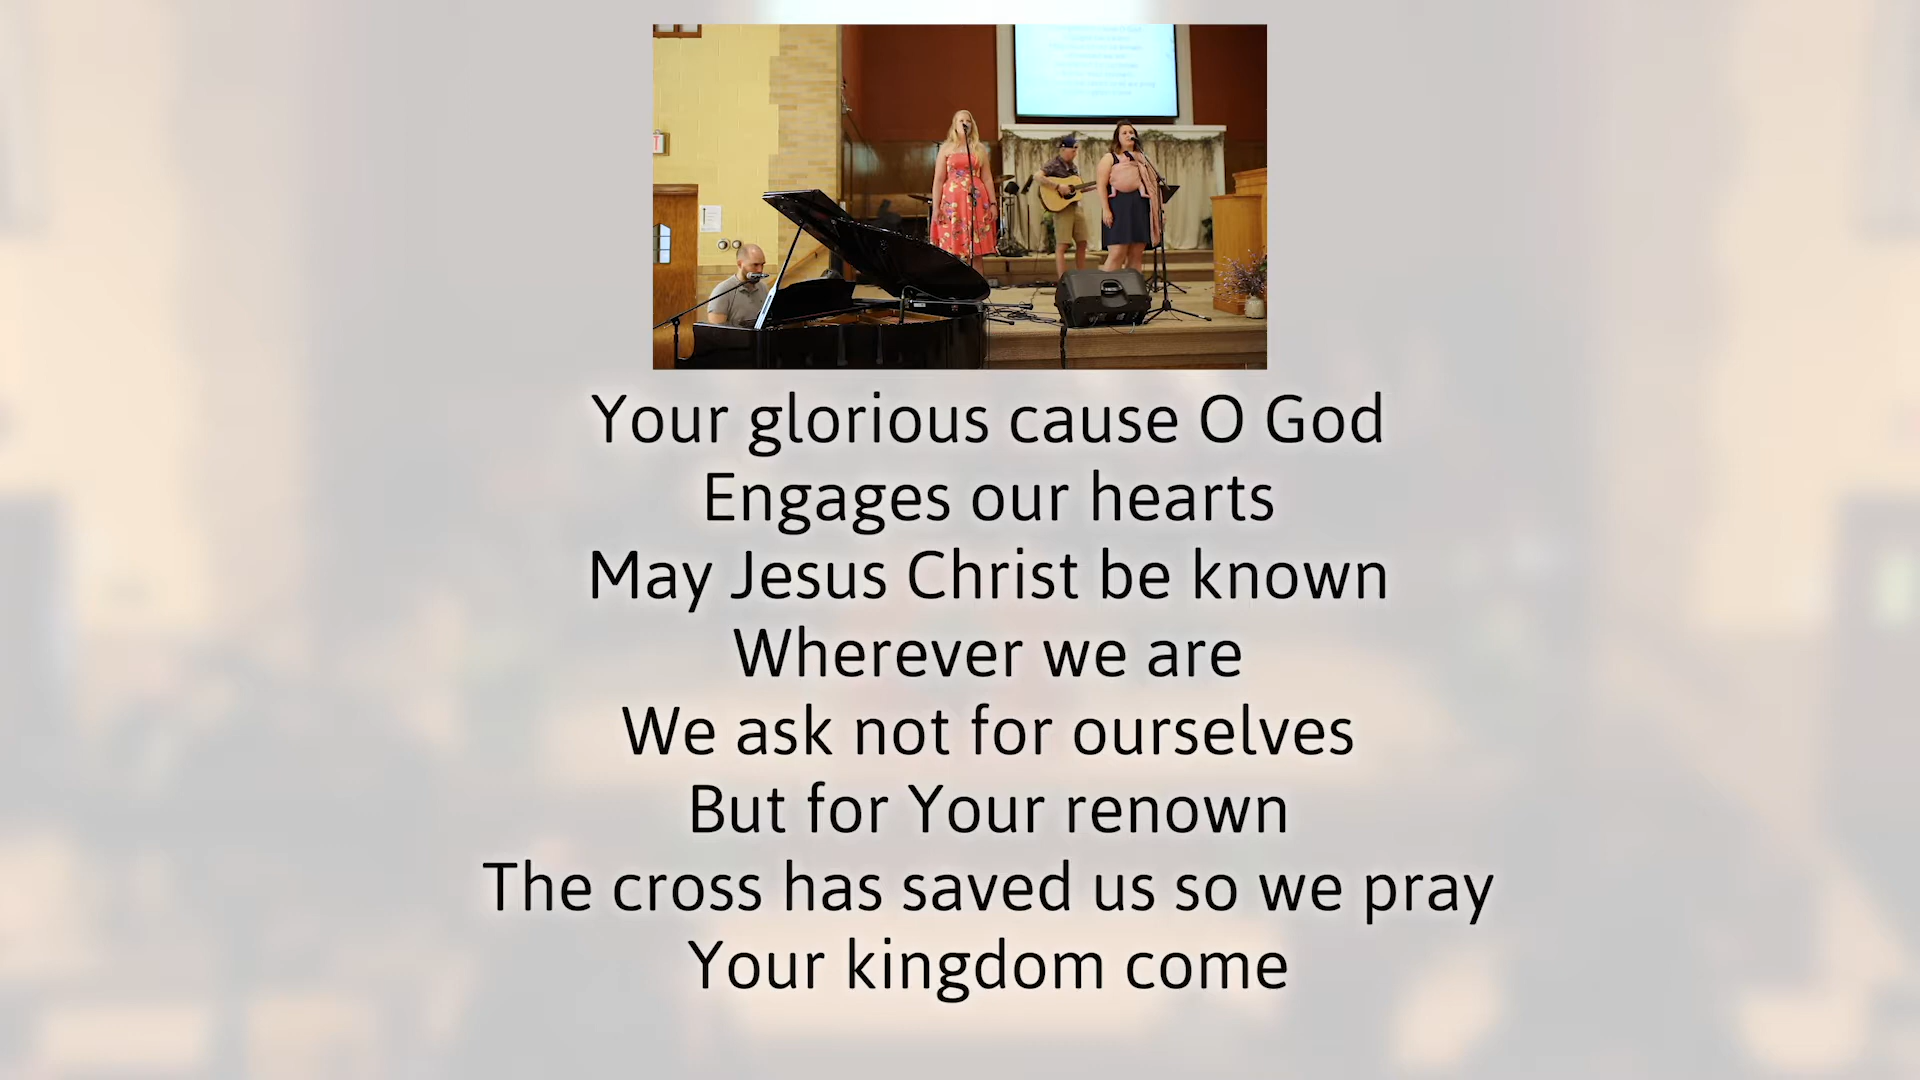 Your glorious cause O God
Engages our hearts
May Jesus Christ be known
Wherever we are
We ask not for ourselves
But for Your renown
The cross has saved us so we pray
Your kingdom come